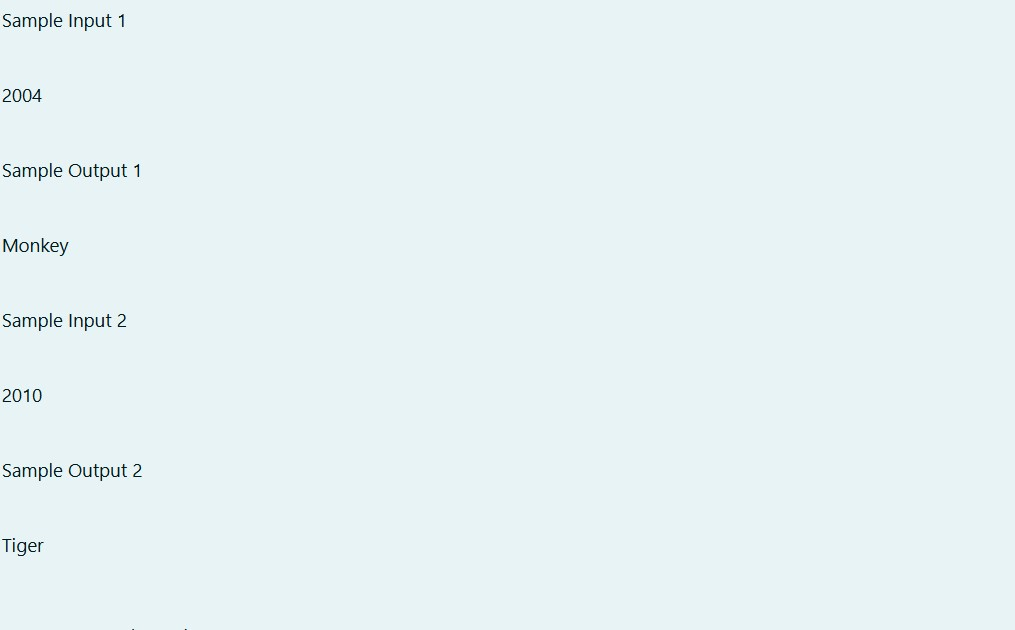 Sample Input 1
2004
Sample Output 1
Monkey
Sample Input 2
2010
Sample Output 2
Tiger